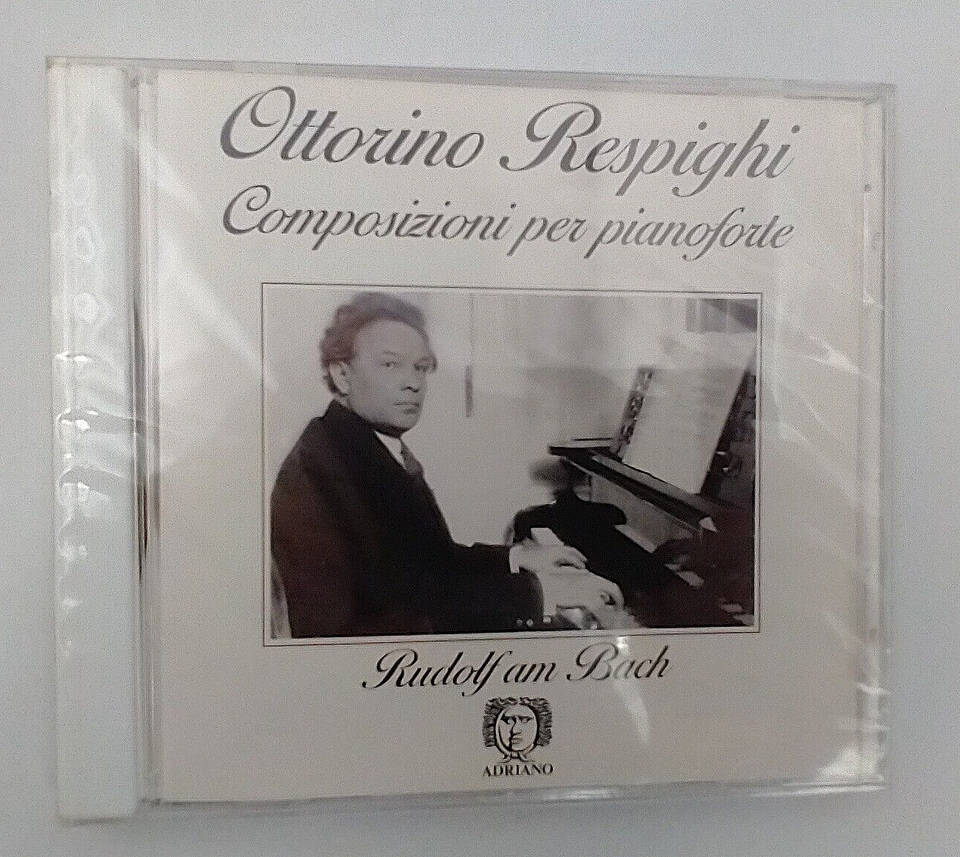 Ottorino Respighi
Composizioni per pianoforte
Rudolf am Bach
ADRIANO